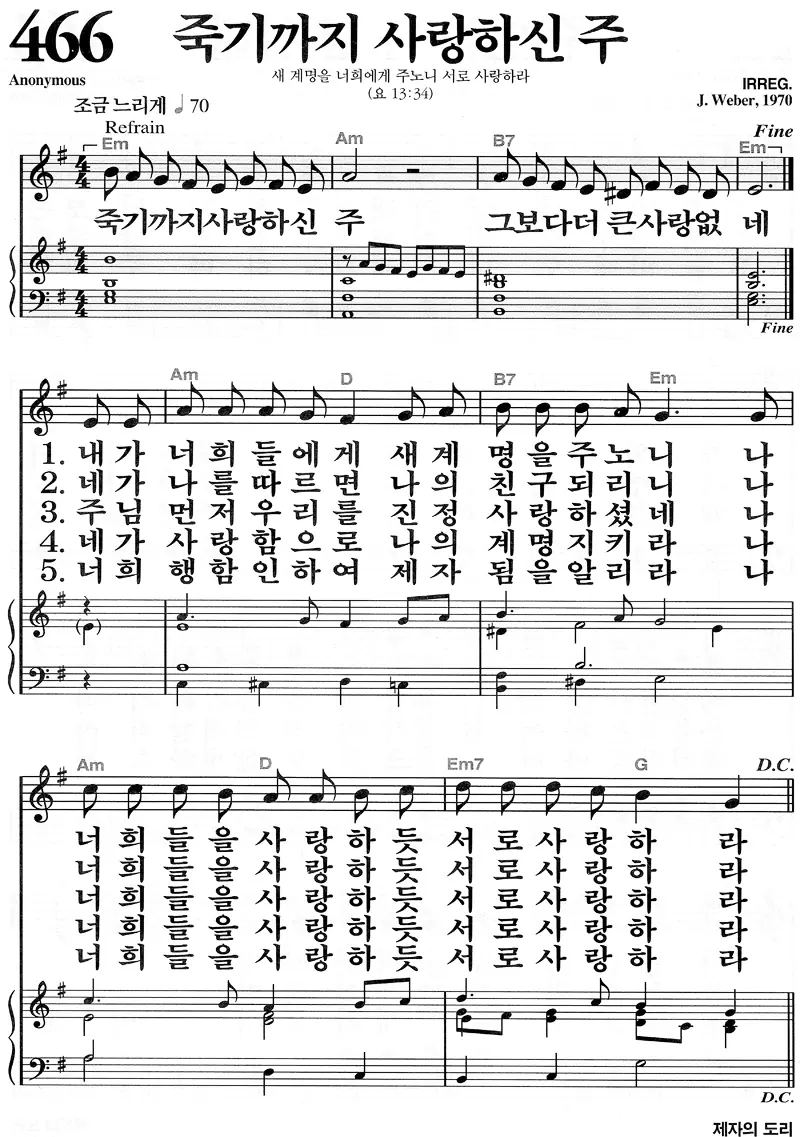 466 죽기까지 사랑하신 주
Anonymous
새 계명을 너희에게 주노니 서로 사랑하라
(요 13:34)
IRREG.
J. Weber, 1970
조금 느리게 ♩70
Refrain
Fine
Em Am B7 Em
죽기까지사랑하신 주 그보다더 큰사랑없 네
Fine
Am D B7 Em
1. 내가 너희들에게 새계 명을주노니 나
2. 네가 나를따르면 나의 친구되리니 나
3. 주님 먼저우리를 진정 사랑하셨네 나
4. 네가 사랑함으로 나의 계명지키라 나
5. 너희 행함인하여 제자 됨을알리라 나
Am D Em7 G D.C.
너희들을사랑하듯 서로사랑하 라
너희들을사랑하듯 서로사랑하 라
너희들을사랑하듯 서로사랑하 라
너희들을사랑하듯 서로사랑하 라
너희들을사랑하듯 서로사랑하 라
D.C.
제자의 도리